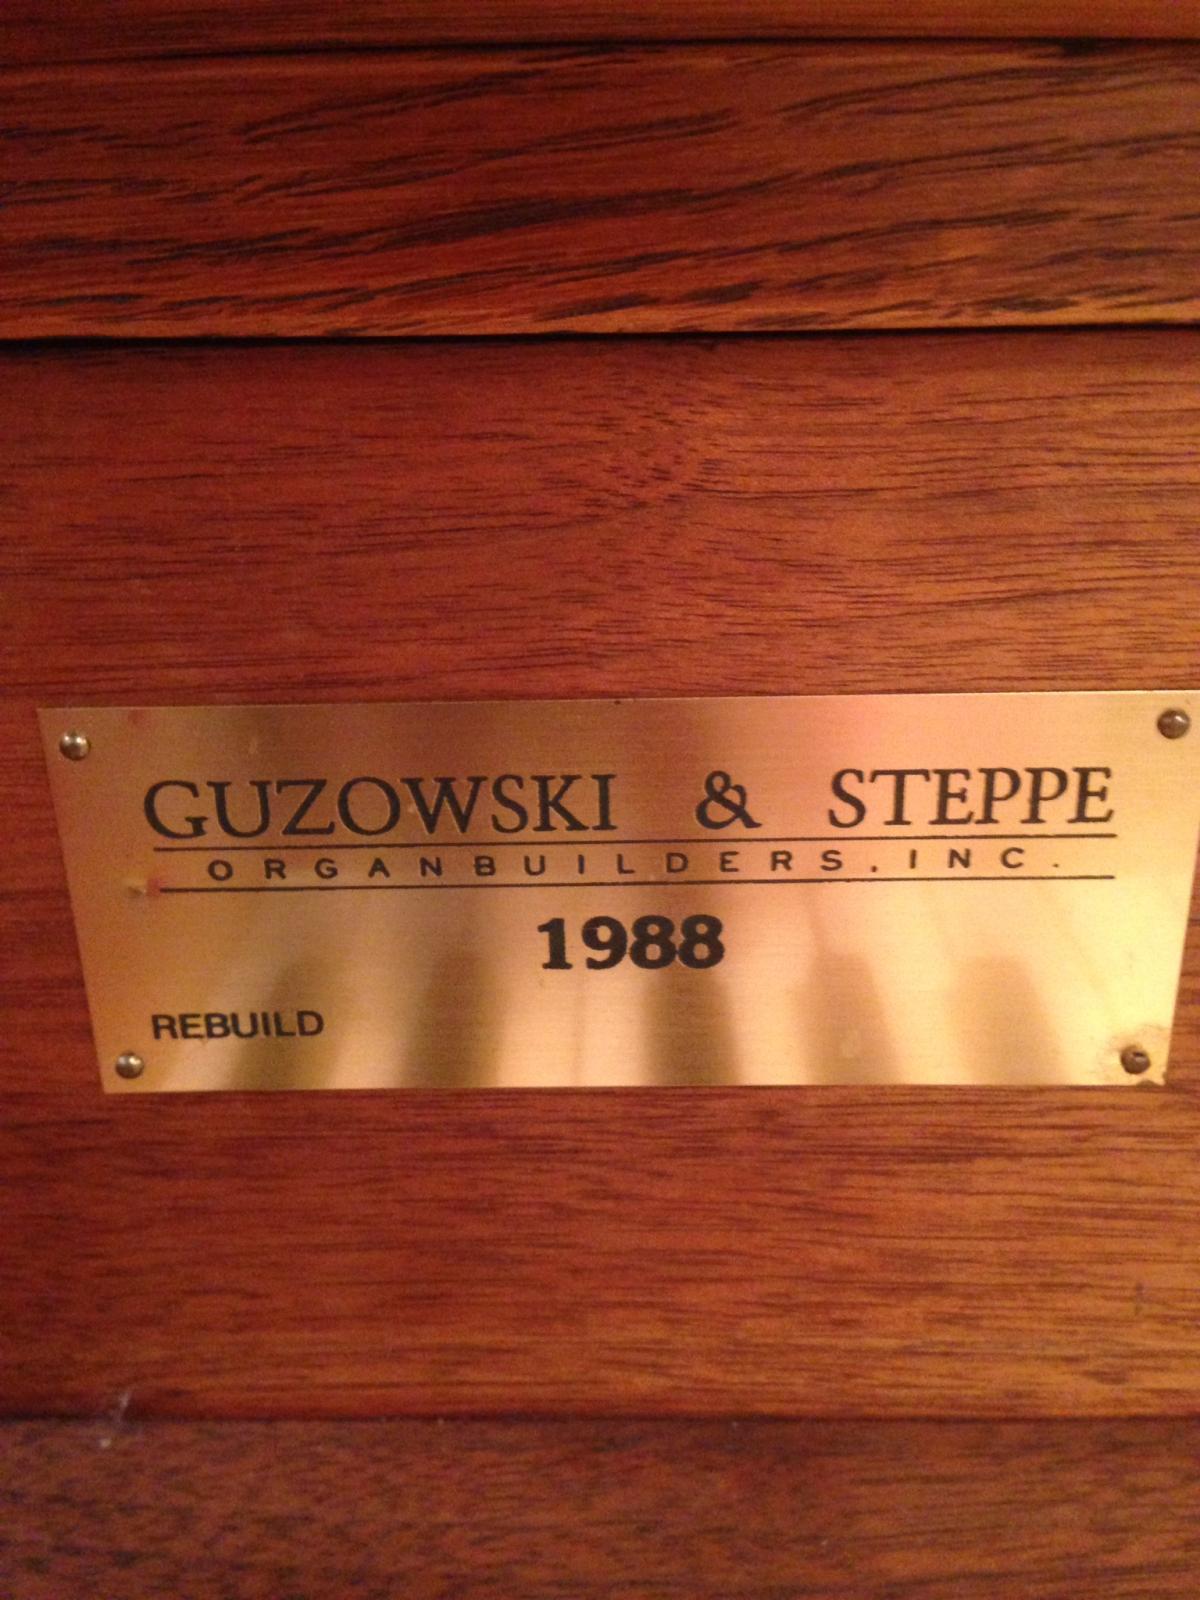 GUZOWSKI & STEPPE
ORGANBUILDERS, INC.
1988
REBUILD